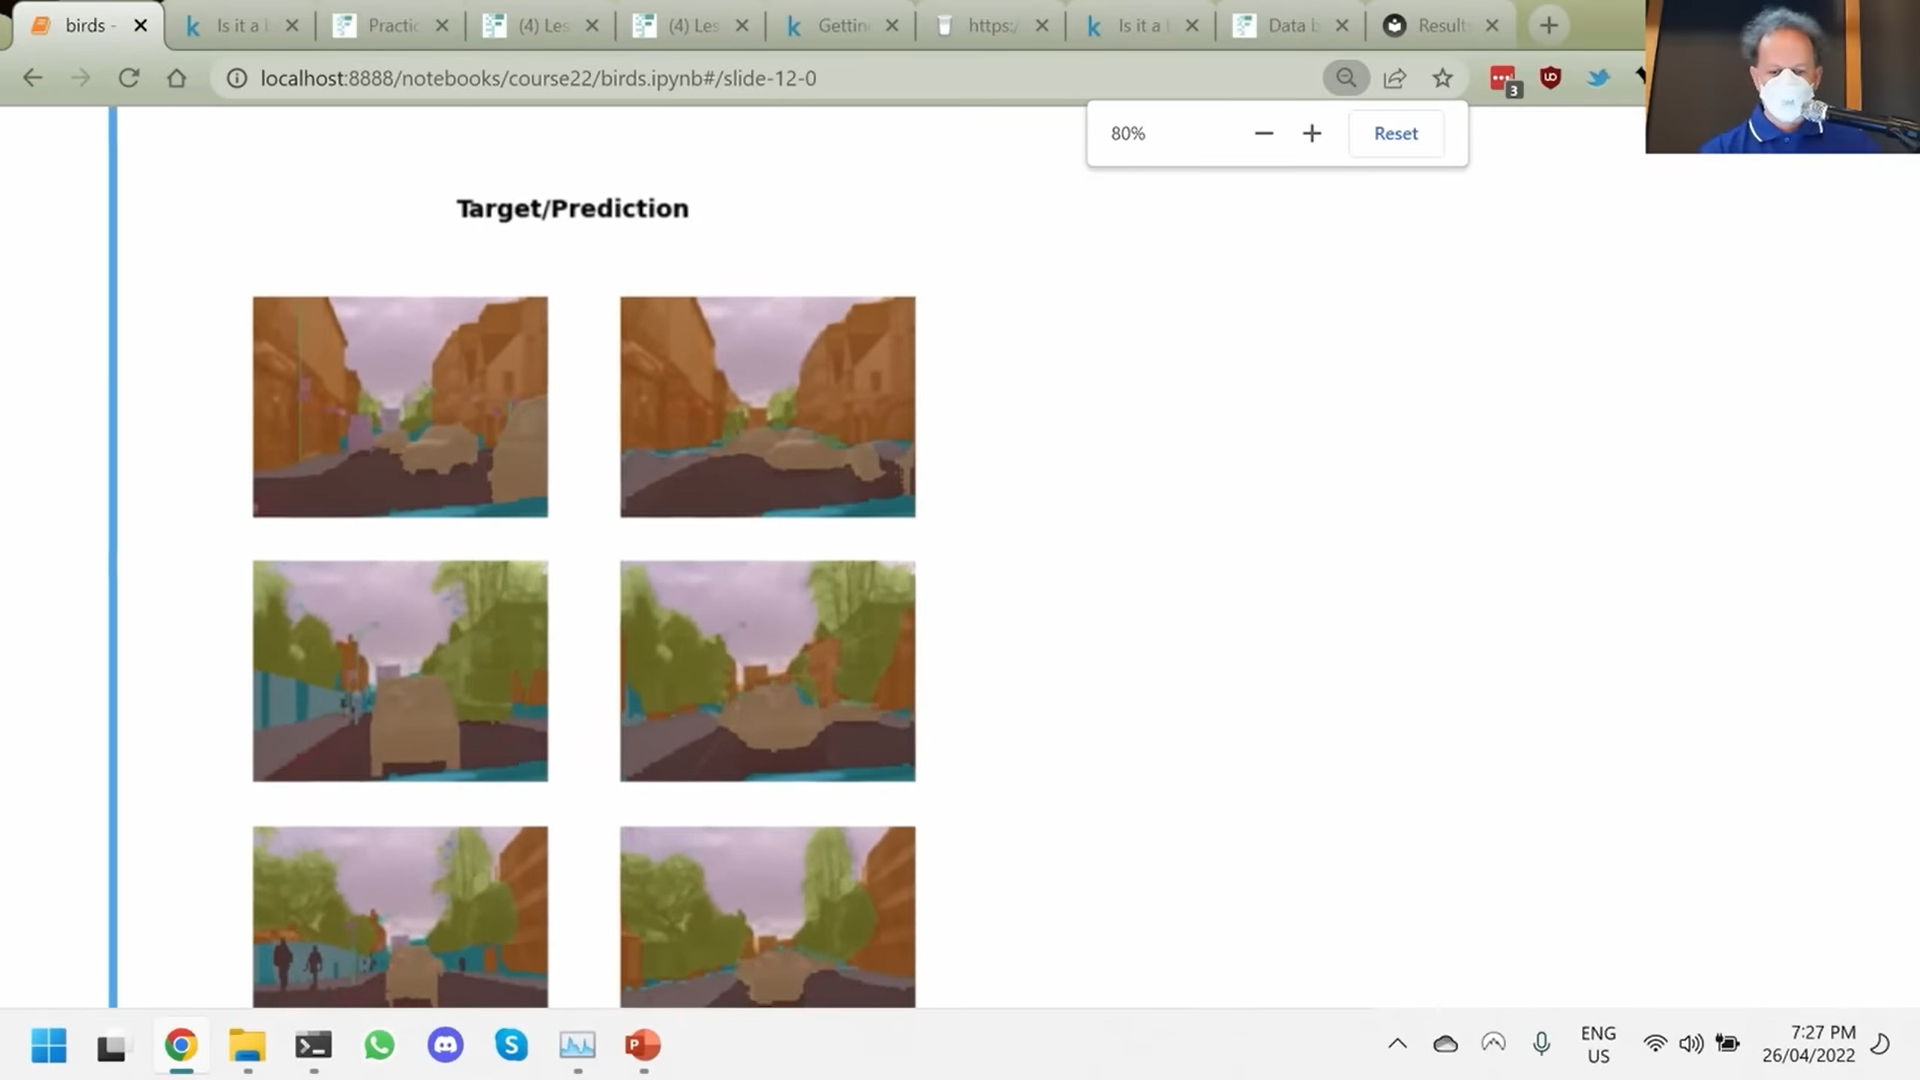 birds - Is it a Practic (4) Les (4) Les Gettin https:/ Is it a Data b Result
localhost:8888/notebooks/course22/birds.ipynb#/slide-12-0
3
80% Reset
Target/Prediction
ENG
US
7:27 PM
26/04/2022